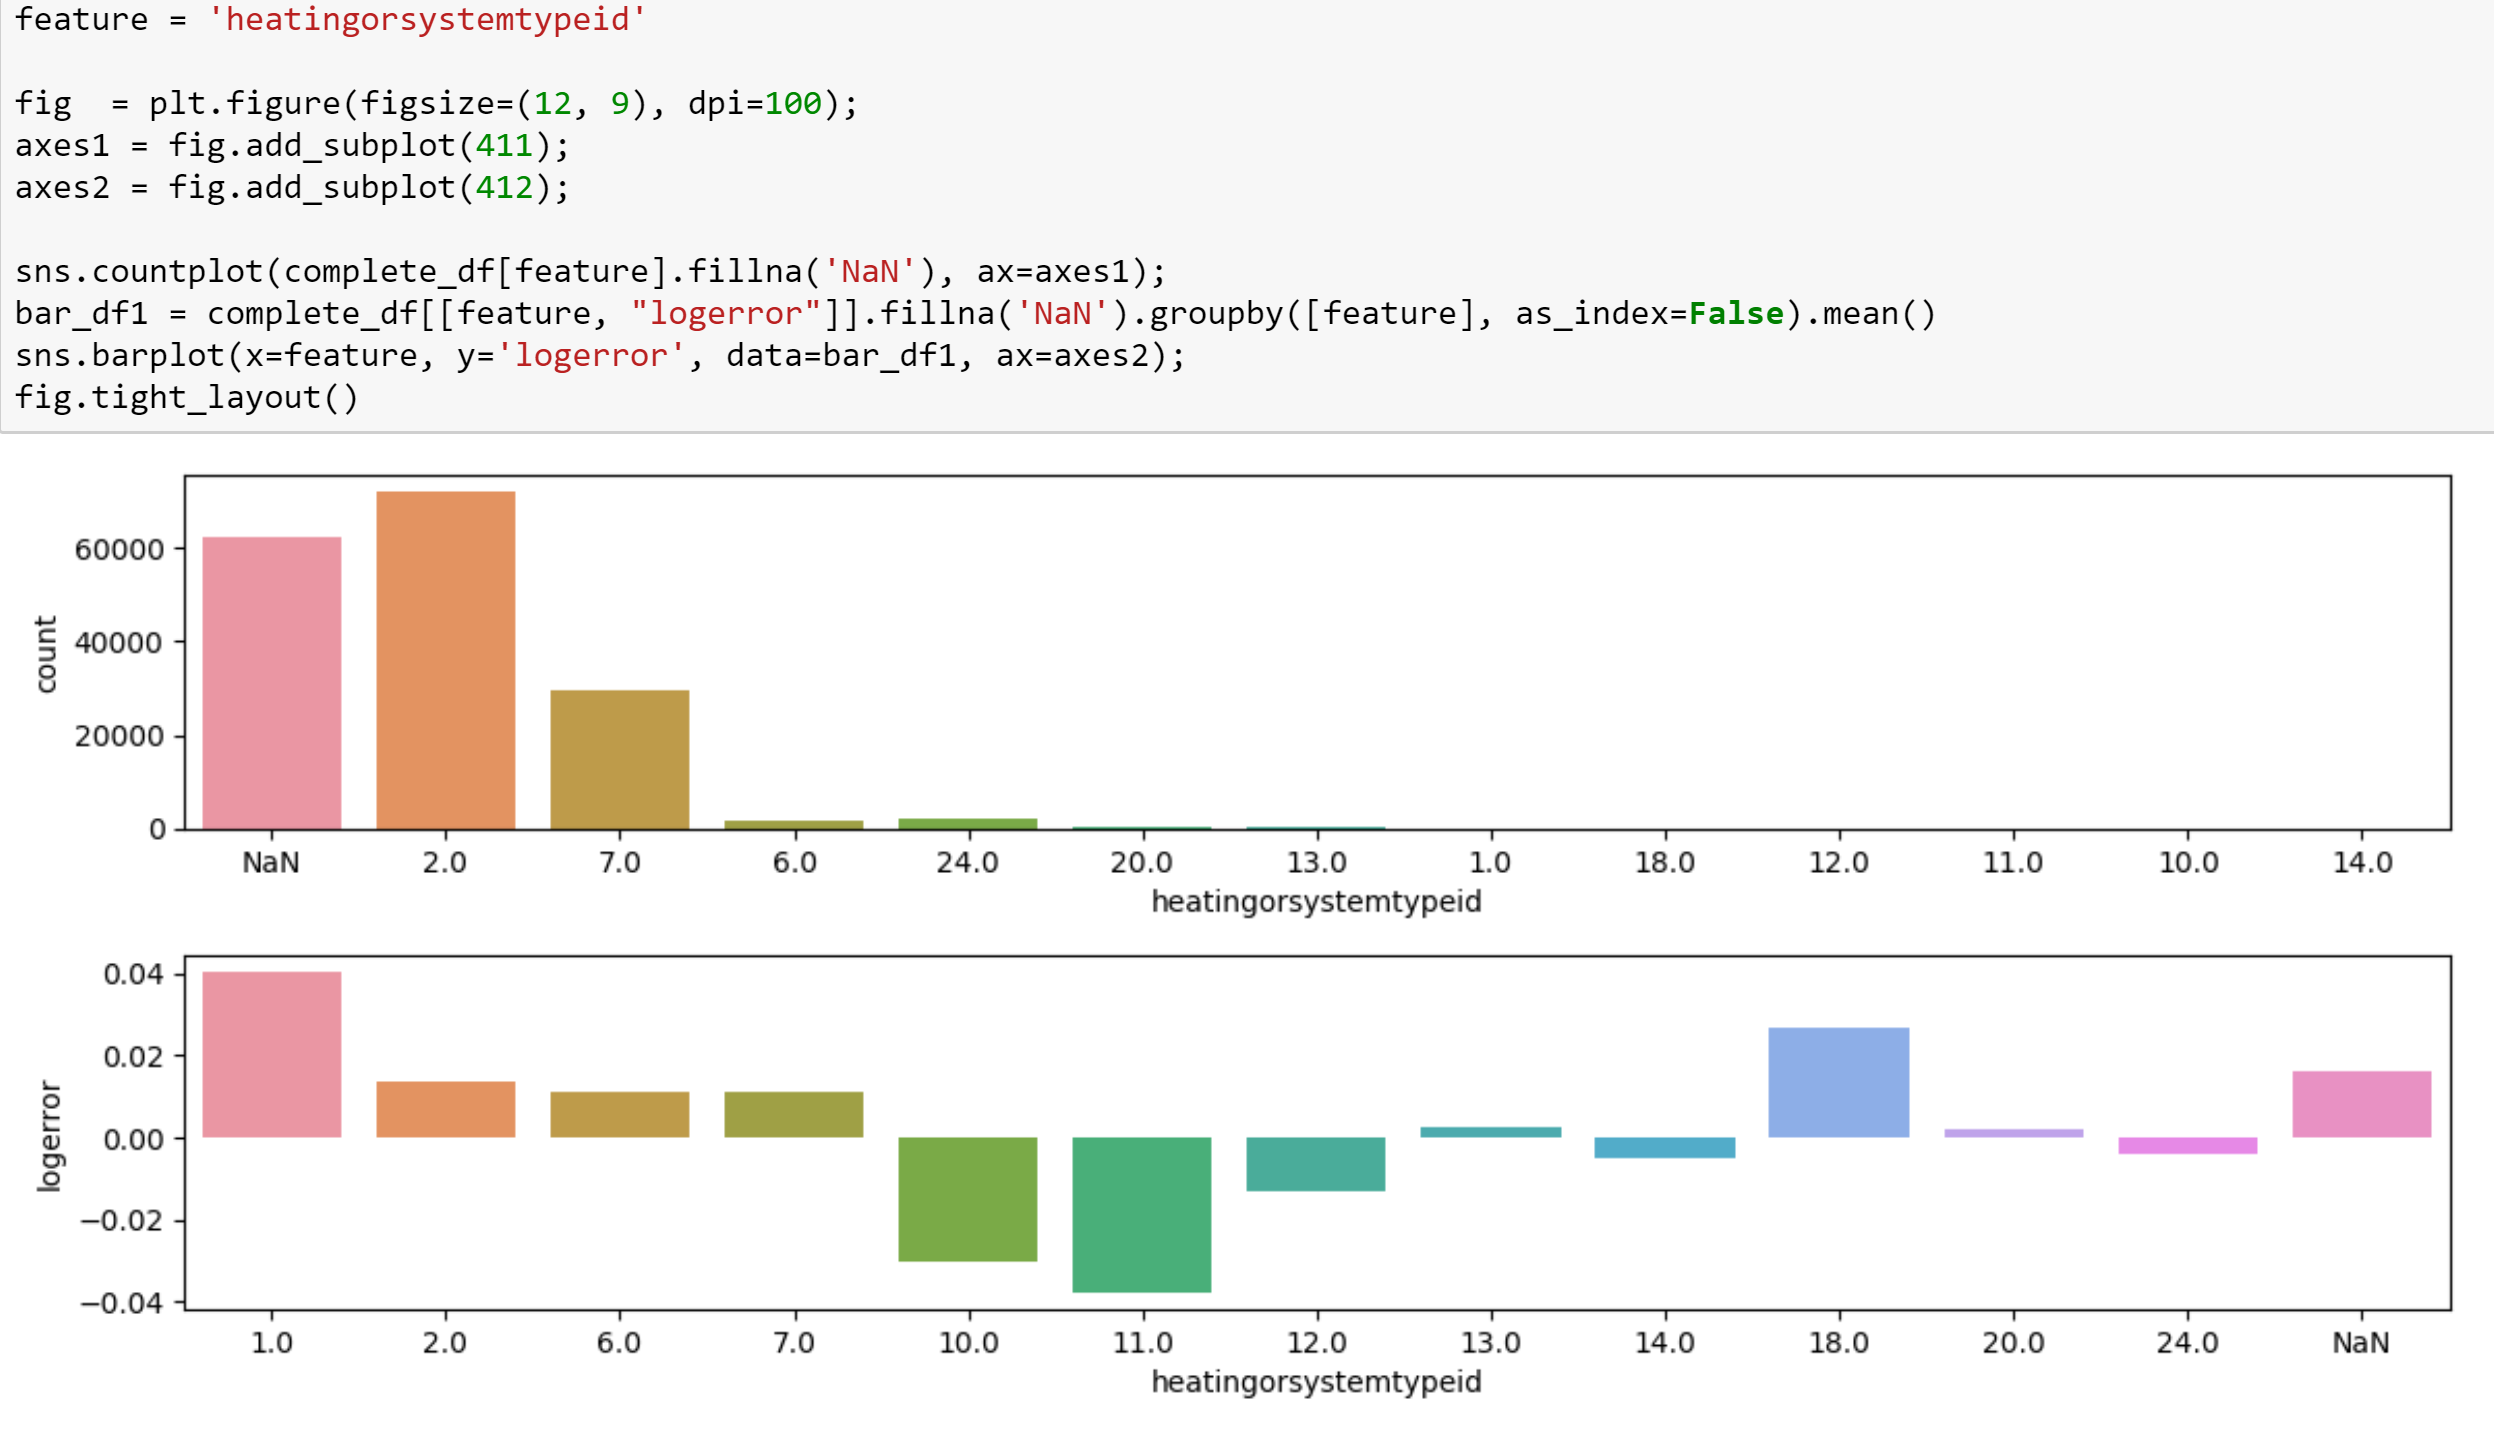 feature = 'heatingorsystemtypeid'
fig  = plt.figure(figsize=(12, 9), dpi=100);
axes1 = fig.add_subplot(411);
axes2 = fig.add_subplot(412);
sns.countplot(complete_df[feature].fillna('NaN'), ax=axes1);
bar_df1 = complete_df[[feature, "logerror"]].fillna('NaN').groupby([feature], as_index=False).mean()
sns.barplot(x=feature, y='logerror', data=bar_df1, ax=axes2);
fig.tight_layout()
count
60000
40000
20000
0
NaN 2.0 7.0 6.0 24.0 20.0 13.0 1.0 18.0 12.0 11.0 10.0 14.0
heatingorsystemtypeid
logerror
0.04
0.02
0.00
−0.02
−0.04
1.0 2.0 6.0 7.0 10.0 11.0 12.0 13.0 14.0 18.0 20.0 24.0 NaN
heatingorsystemtypeid